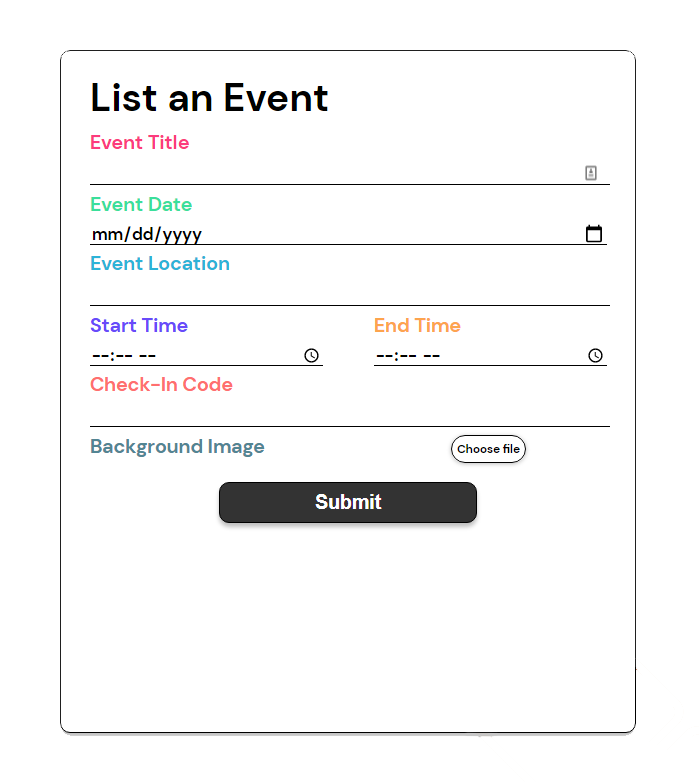 List an Event
Event Title
Event Date
mm/dd/yyyy
Event Location
Start Time End Time
--:-- -- --:-- --
Check-In Code
Background Image Choose file
Submit